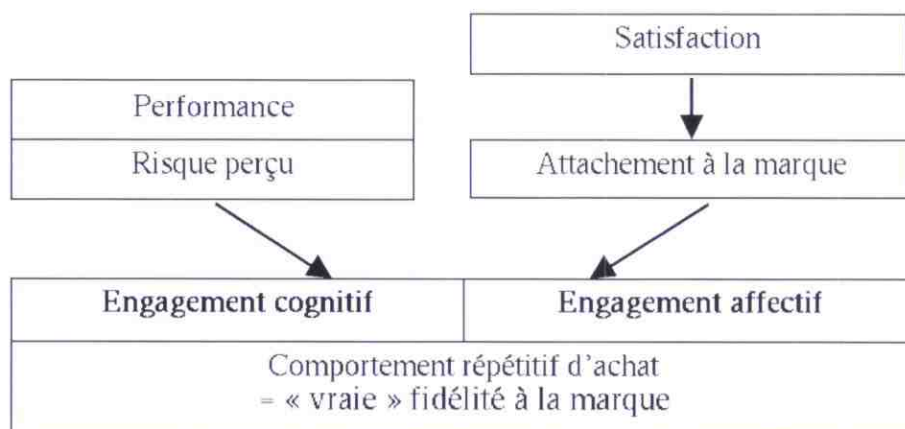 Satisfaction
Performance
Risque perçu
Attachement à la marque
Engagement cognitif
Engagement affectif
Comportement répétitif d'achat
= « vraie » fidélité à la marque